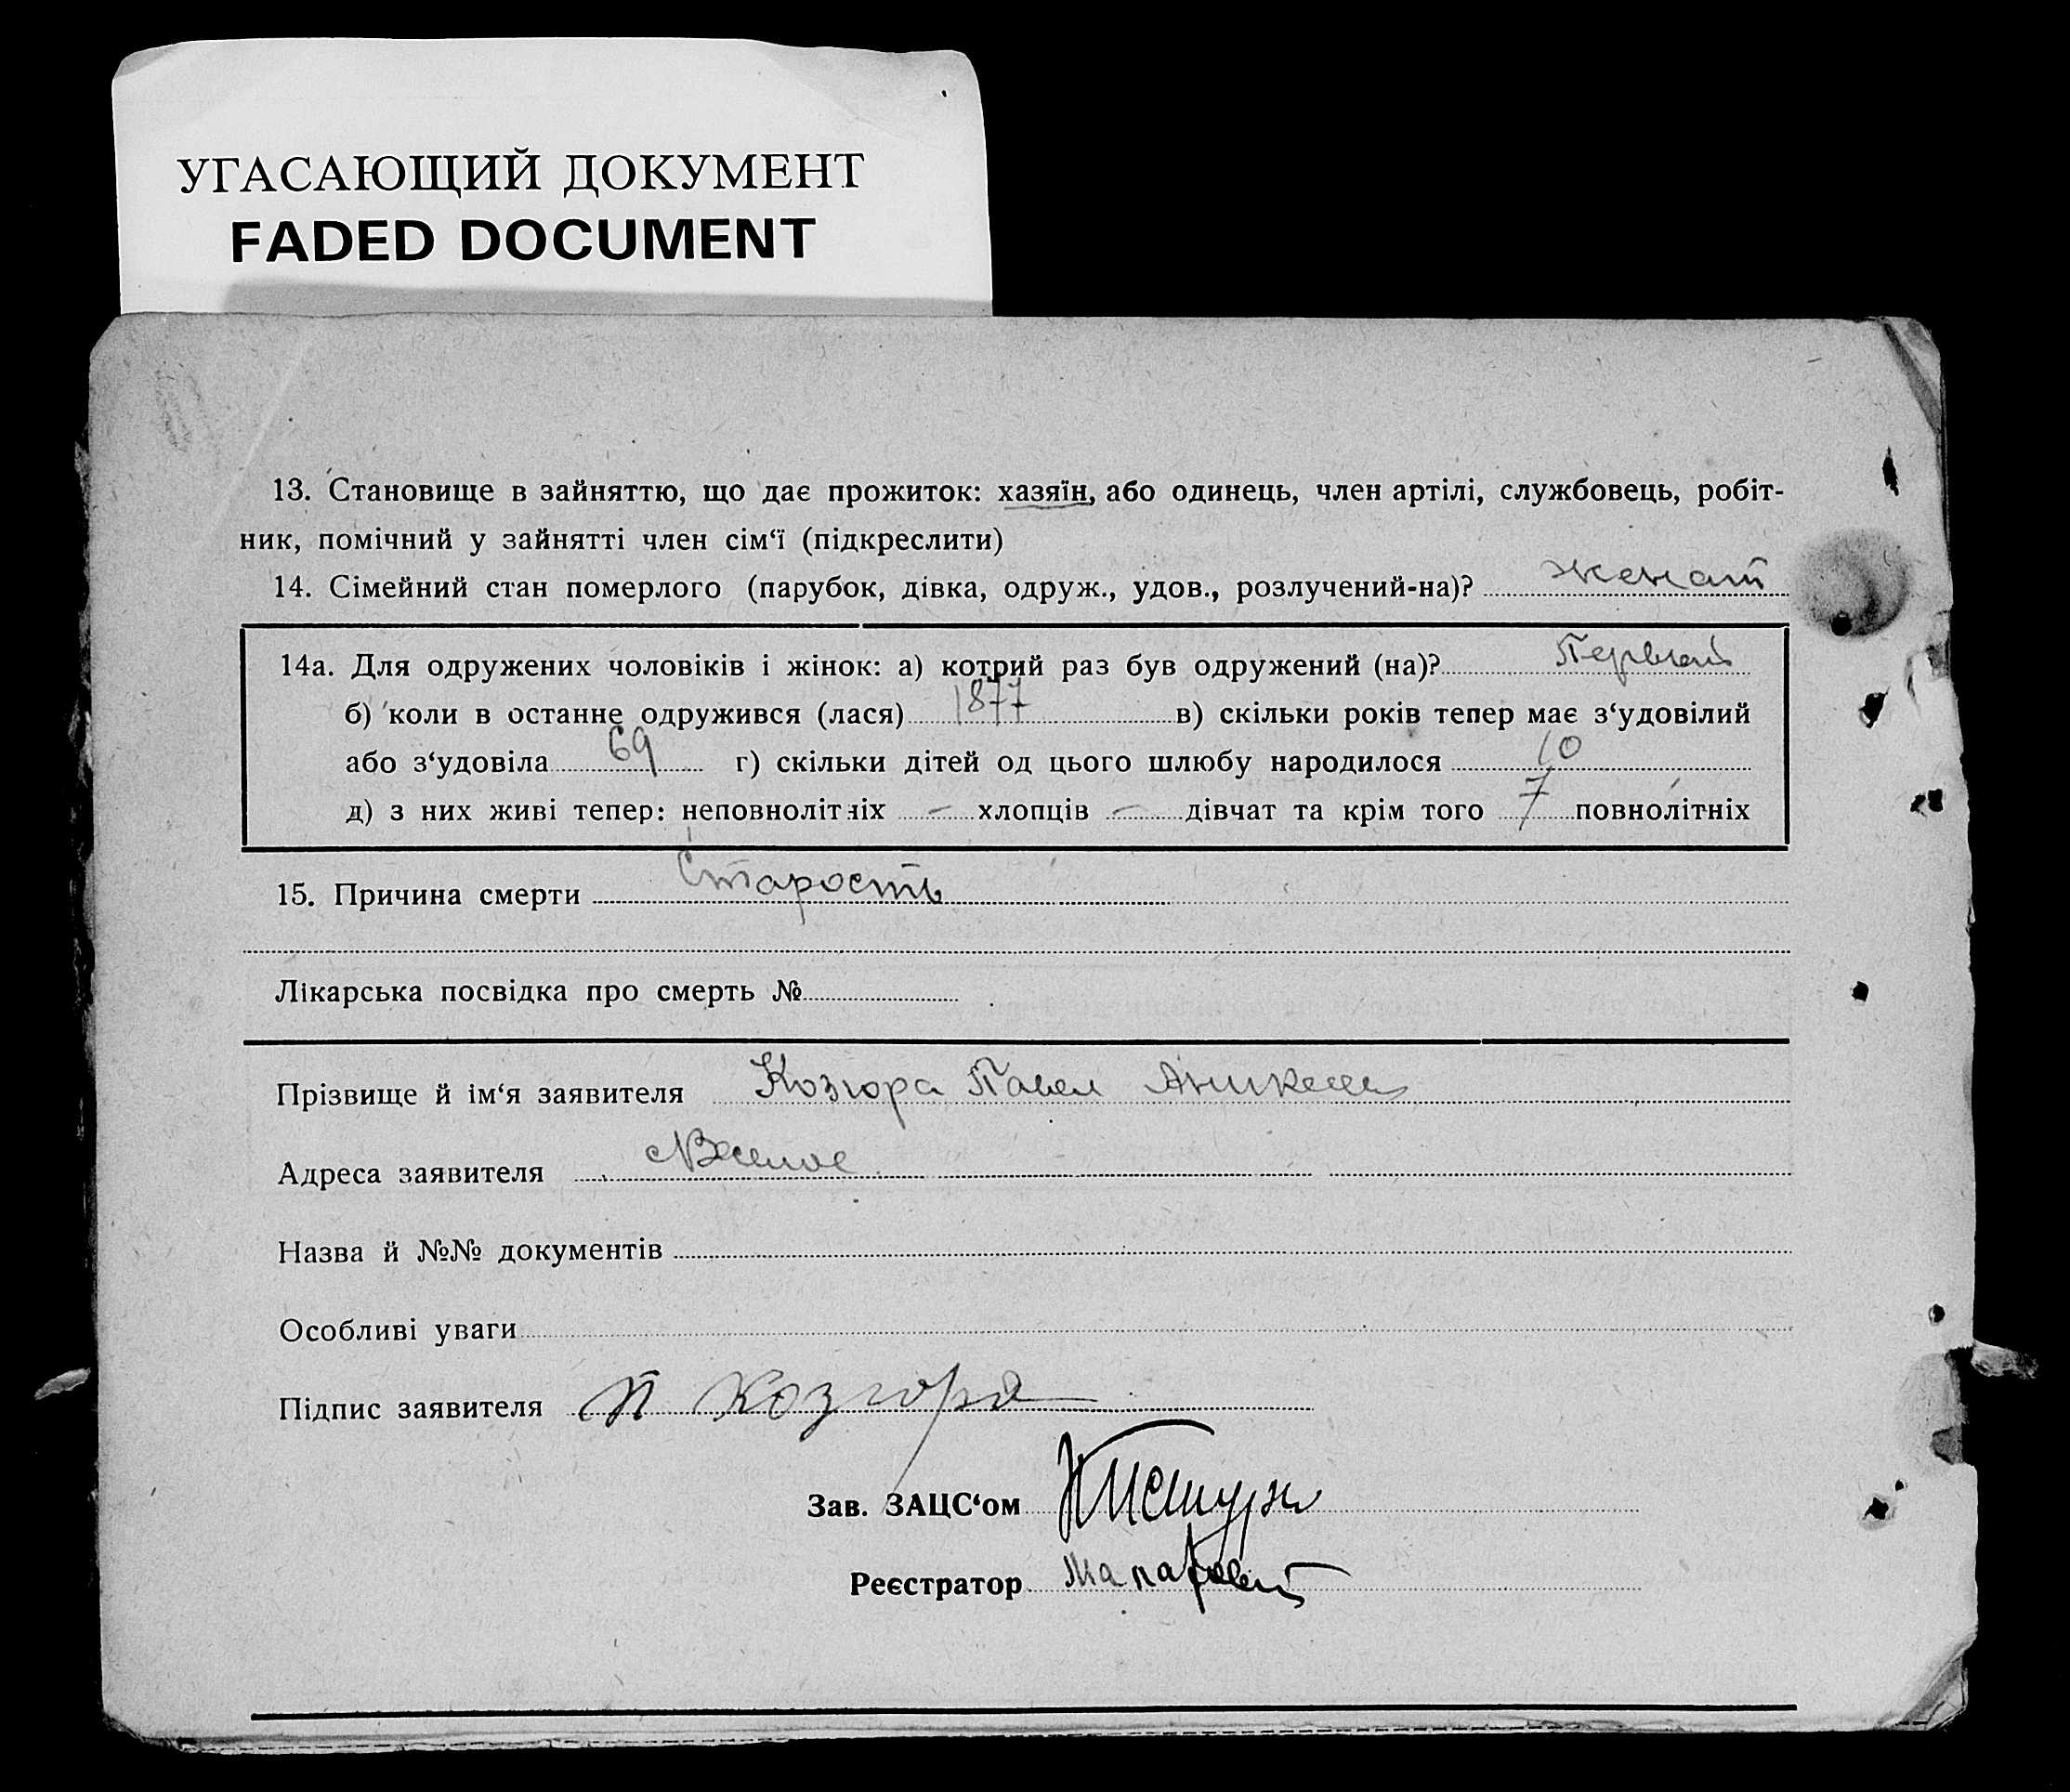 УГАСАЮЩИЙ ДОКУМЕНТ
FADED DOCUMENT
13. Становище в зайняттю, що дає прожиток: хазяїн, або одинець, член артілі, службовець, робіт-
ник, помічний у зайнятті член сім‘ї (підкреслити)
14. Сімейний стан померлого (парубок, дівка, одруж., удов., розлучений-на)? женат
14а. Для одружених чоловіків і жінок: а) котрий раз був одружений (на)? Первый
б) коли в останнє одружився (лася) 1877 в) скільки років тепер має з‘удовілий
або з‘удовіла 69 г) скільки дітей од цього шлюбу народилося 10
д) з них живі тепер: неповнолітніх – хлопців – дівчат та крім того 7 повнолітніх
15. Причина смерти Старость
Лікарська посвідка про смерть №
Прізвище й ім‘я заявителя Козюра Павел
Адреса заявителя
Назва й №№ документів
Особливі уваги
Підпис заявителя П Козюра
Зав. ЗАЦС‘ом
Реєстратор